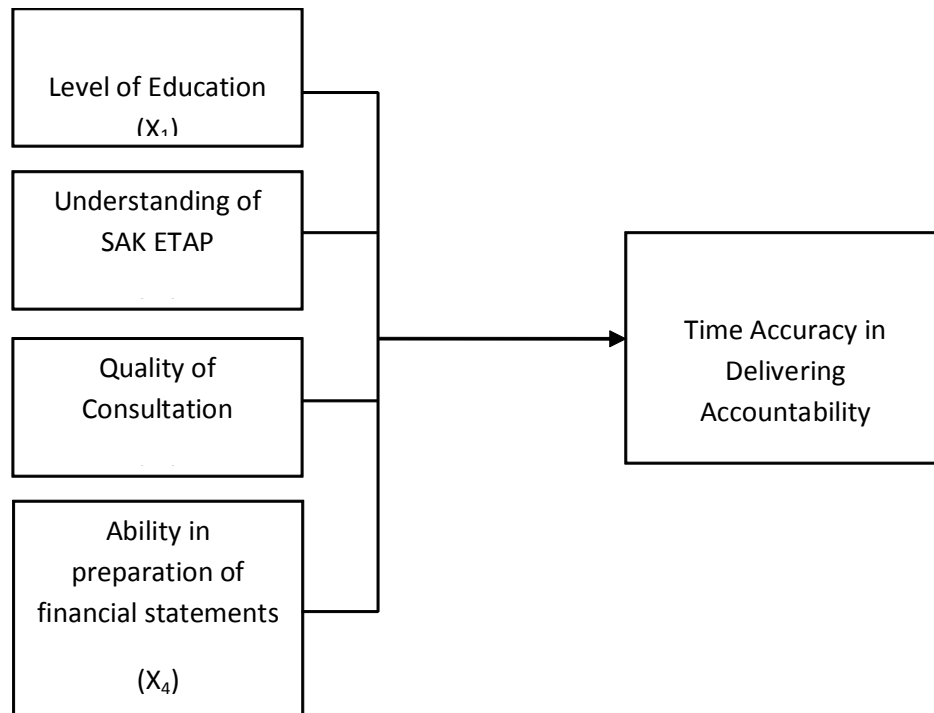 Level of Education
(X₁)
Understanding of
SAK ETAP
Quality of
Consultation
Ability in
preparation of
financial statements
(X₄)
Time Accuracy in
Delivering
Accountability